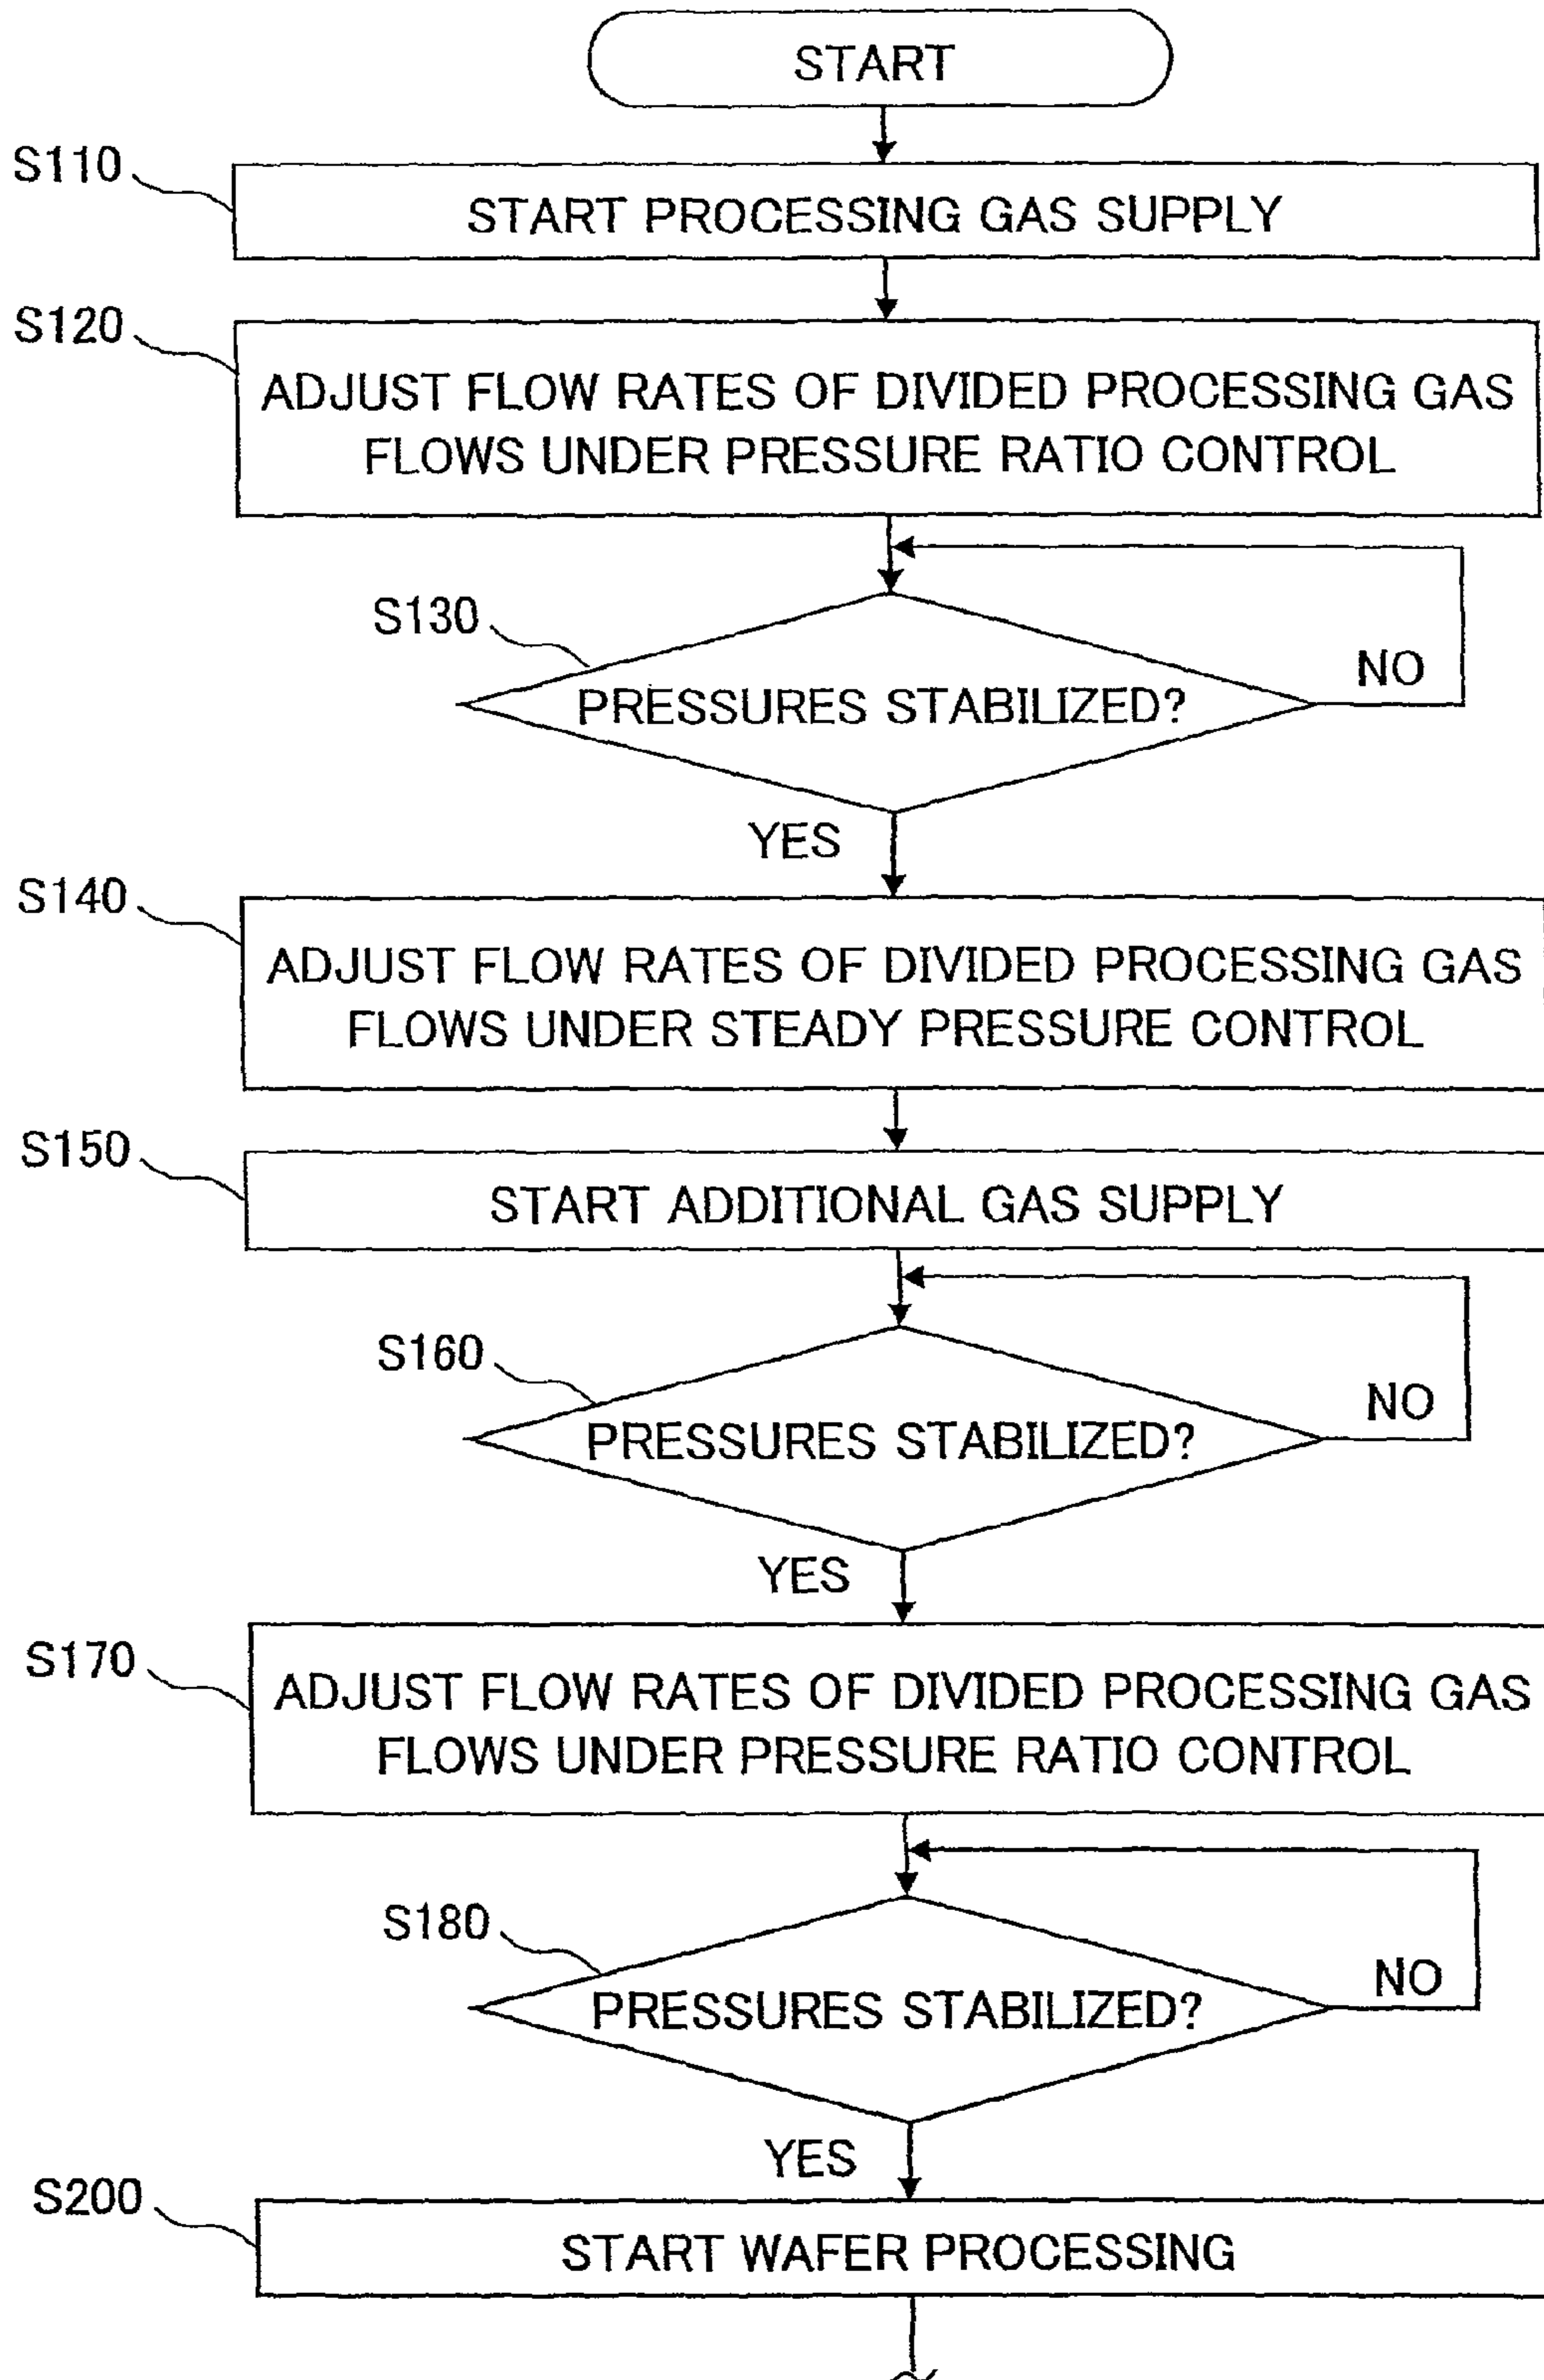 START
S110
START PROCESSING GAS SUPPLY
S120
ADJUST FLOW RATES OF DIVIDED PROCESSING GAS
FLOWS UNDER PRESSURE RATIO CONTROL
S130
PRESSURES STABILIZED?
NO
YES
S140
ADJUST FLOW RATES OF DIVIDED PROCESSING GAS
FLOWS UNDER STEADY PRESSURE CONTROL
S150
START ADDITIONAL GAS SUPPLY
S160
PRESSURES STABILIZED?
NO
YES
S170
ADJUST FLOW RATES OF DIVIDED PROCESSING GAS
FLOWS UNDER PRESSURE RATIO CONTROL
S180
PRESSURES STABILIZED?
NO
YES
S200
START WAFER PROCESSING